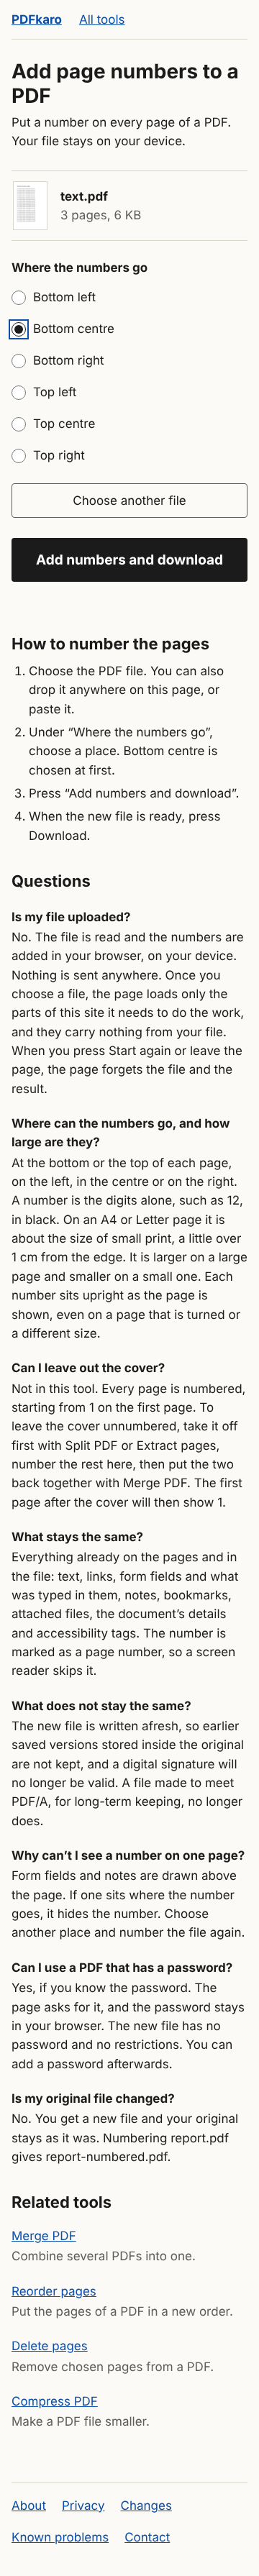 PDFkaro All tools
Add page numbers to a
PDF
Put a number on every page of a PDF.
Your file stays on your device.
text.pdf
3 pages, 6 KB
Where the numbers go
Bottom left
Bottom centre
Bottom right
Top left
Top centre
Top right
Choose another file
Add numbers and download
How to number the pages
1. Choose the PDF file. You can also
drop it anywhere on this page, or
paste it.
2. Under “Where the numbers go”,
choose a place. Bottom centre is
chosen at first.
3. Press “Add numbers and download”.
4. When the new file is ready, press
Download.
Questions
Is my file uploaded?
No. The file is read and the numbers are
added in your browser, on your device.
Nothing is sent anywhere. Once you
choose a file, the page loads only the
parts of this site it needs to do the work,
and they carry nothing from your file.
When you press Start again or leave the
page, the page forgets the file and the
result.
Where can the numbers go, and how
large are they?
At the bottom or the top of each page,
on the left, in the centre or on the right.
A number is the digits alone, such as 12,
in black. On an A4 or Letter page it is
about the size of small print, a little over
1 cm from the edge. It is larger on a large
page and smaller on a small one. Each
number sits upright as the page is
shown, even on a page that is turned or
a different size.
Can I leave out the cover?
Not in this tool. Every page is numbered,
starting from 1 on the first page. To
leave the cover unnumbered, take it off
first with Split PDF or Extract pages,
number the rest here, then put the two
back together with Merge PDF. The first
page after the cover will then show 1.
What stays the same?
Everything already on the pages and in
the file: text, links, form fields and what
was typed in them, notes, bookmarks,
attached files, the document’s details
and accessibility tags. The number is
marked as a page number, so a screen
reader skips it.
What does not stay the same?
The new file is written afresh, so earlier
saved versions stored inside the original
are not kept, and a digital signature will
no longer be valid. A file made to meet
PDF/A, for long-term keeping, no longer
does.
Why can’t I see a number on one page?
Form fields and notes are drawn above
the page. If one sits where the number
goes, it hides the number. Choose
another place and number the file again.
Can I use a PDF that has a password?
Yes, if you know the password. The
page asks for it, and the password stays
in your browser. The new file has no
password and no restrictions. You can
add a password afterwards.
Is my original file changed?
No. You get a new file and your original
stays as it was. Numbering report.pdf
gives report-numbered.pdf.
Related tools
Merge PDF
Combine several PDFs into one.
Reorder pages
Put the pages of a PDF in a new order.
Delete pages
Remove chosen pages from a PDF.
Compress PDF
Make a PDF file smaller.
About Privacy Changes
Known problems Contact